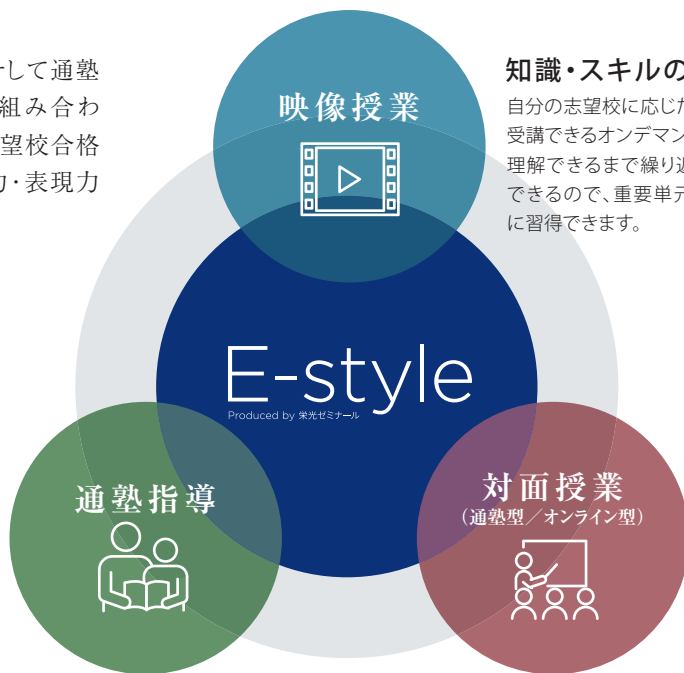 して通塾
組み合わ
望校合格
力・表現力
映像授業
知識・スキルの
自分の志望校に応じ
受講できるオンデマン
理解できるまで繰り返
できるので、重要単元
に習得できます。
E-style
Produced by 栄光ゼミナール
通塾指導
対面授業
（通塾型／オンライン型）